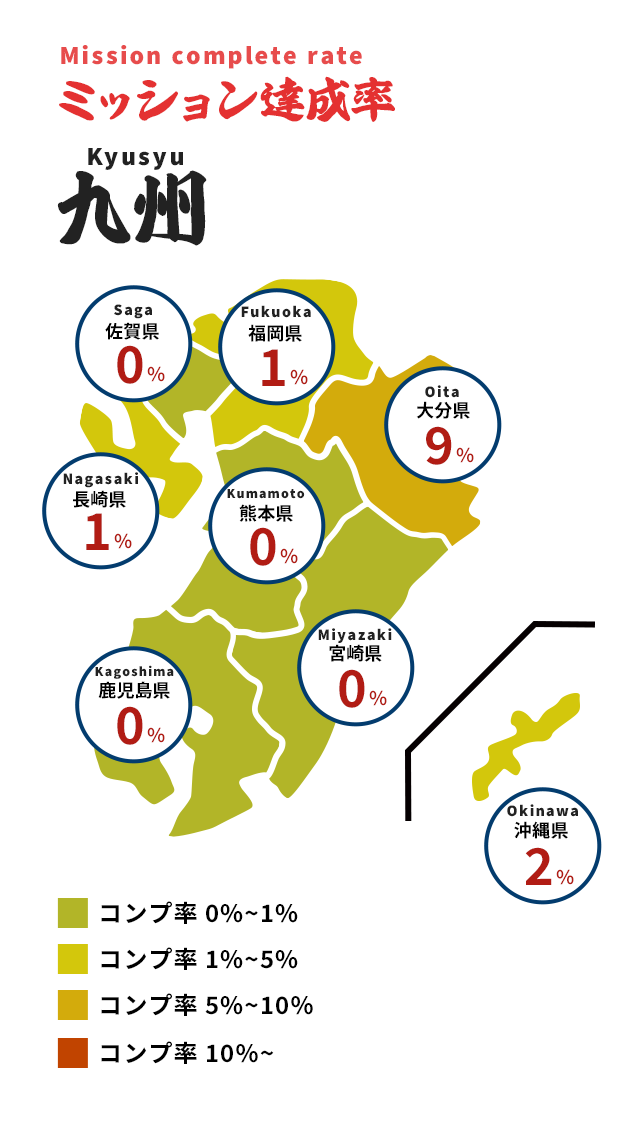 Mission complete rate
ミッション達成率
Kyusyu
九州
Saga
佐賀県
0%
Fukuoka
福岡県
1%
Oita
大分県
9%
Nagasaki
長崎県
1%
Kumamoto
熊本県
0%
Miyazaki
宮崎県
0%
Kagoshima
鹿児島県
0%
Okinawa
沖縄県
2%
コンプ率 0%~1%
コンプ率 1%~5%
コンプ率 5%~10%
コンプ率 10%~